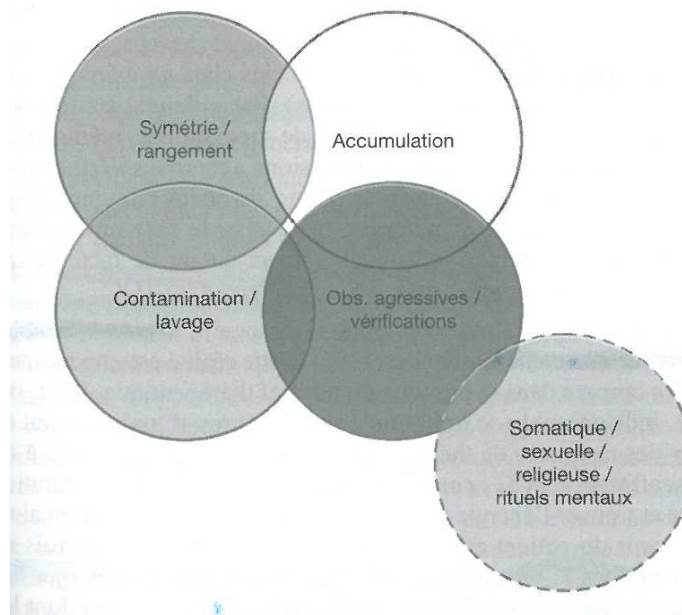 Symétrie /
rangement
Accumulation
Contamination /
lavage
Obs. agressives /
vérifications
Somatique /
sexuelle /
religieuse /
rituels mentaux